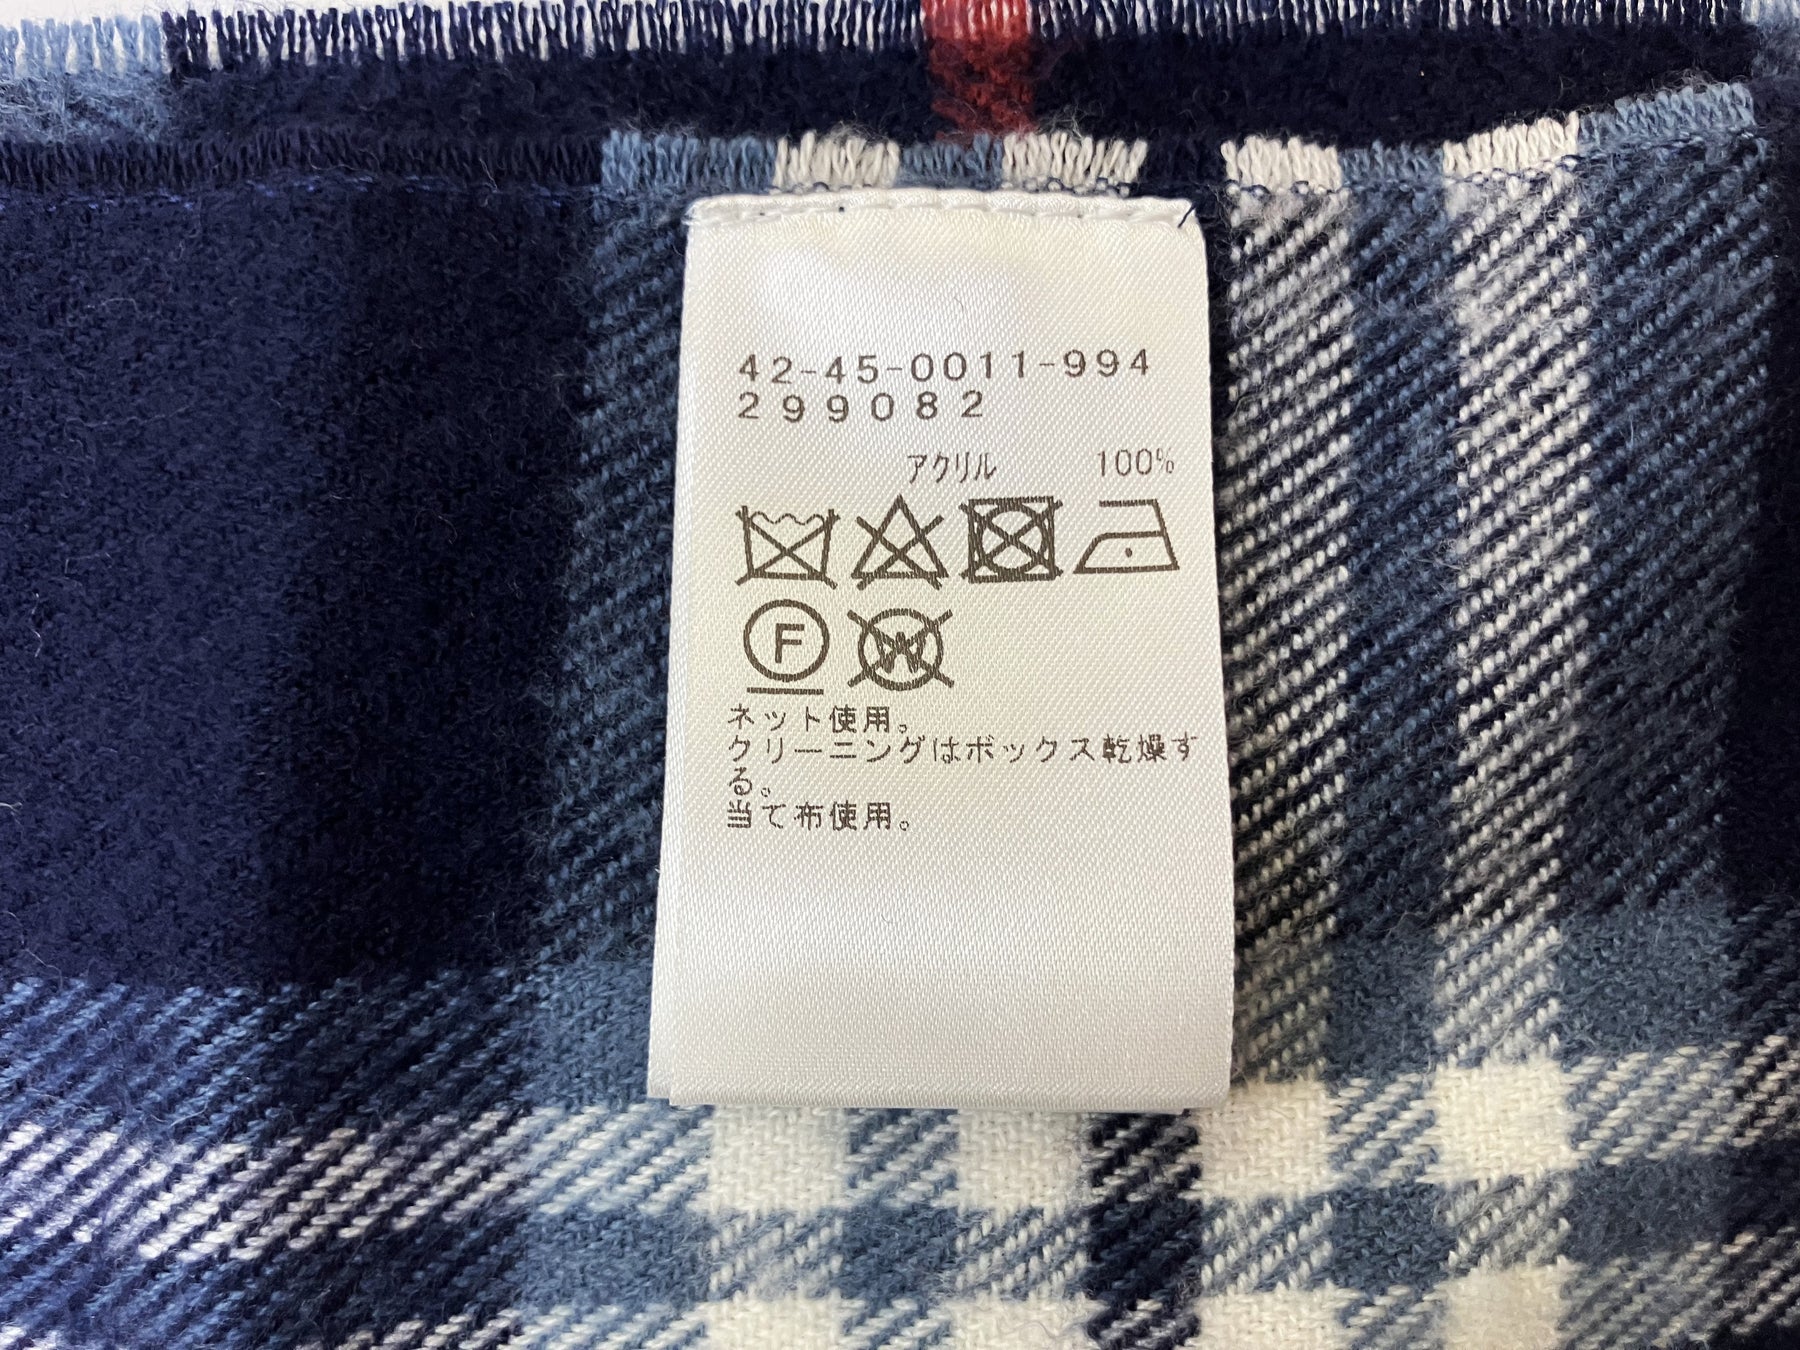 42-45-0011-994
299082
アクリル 100%
F W
ネット使用。
クリーニングはボックス乾燥す
る。
当て布使用。